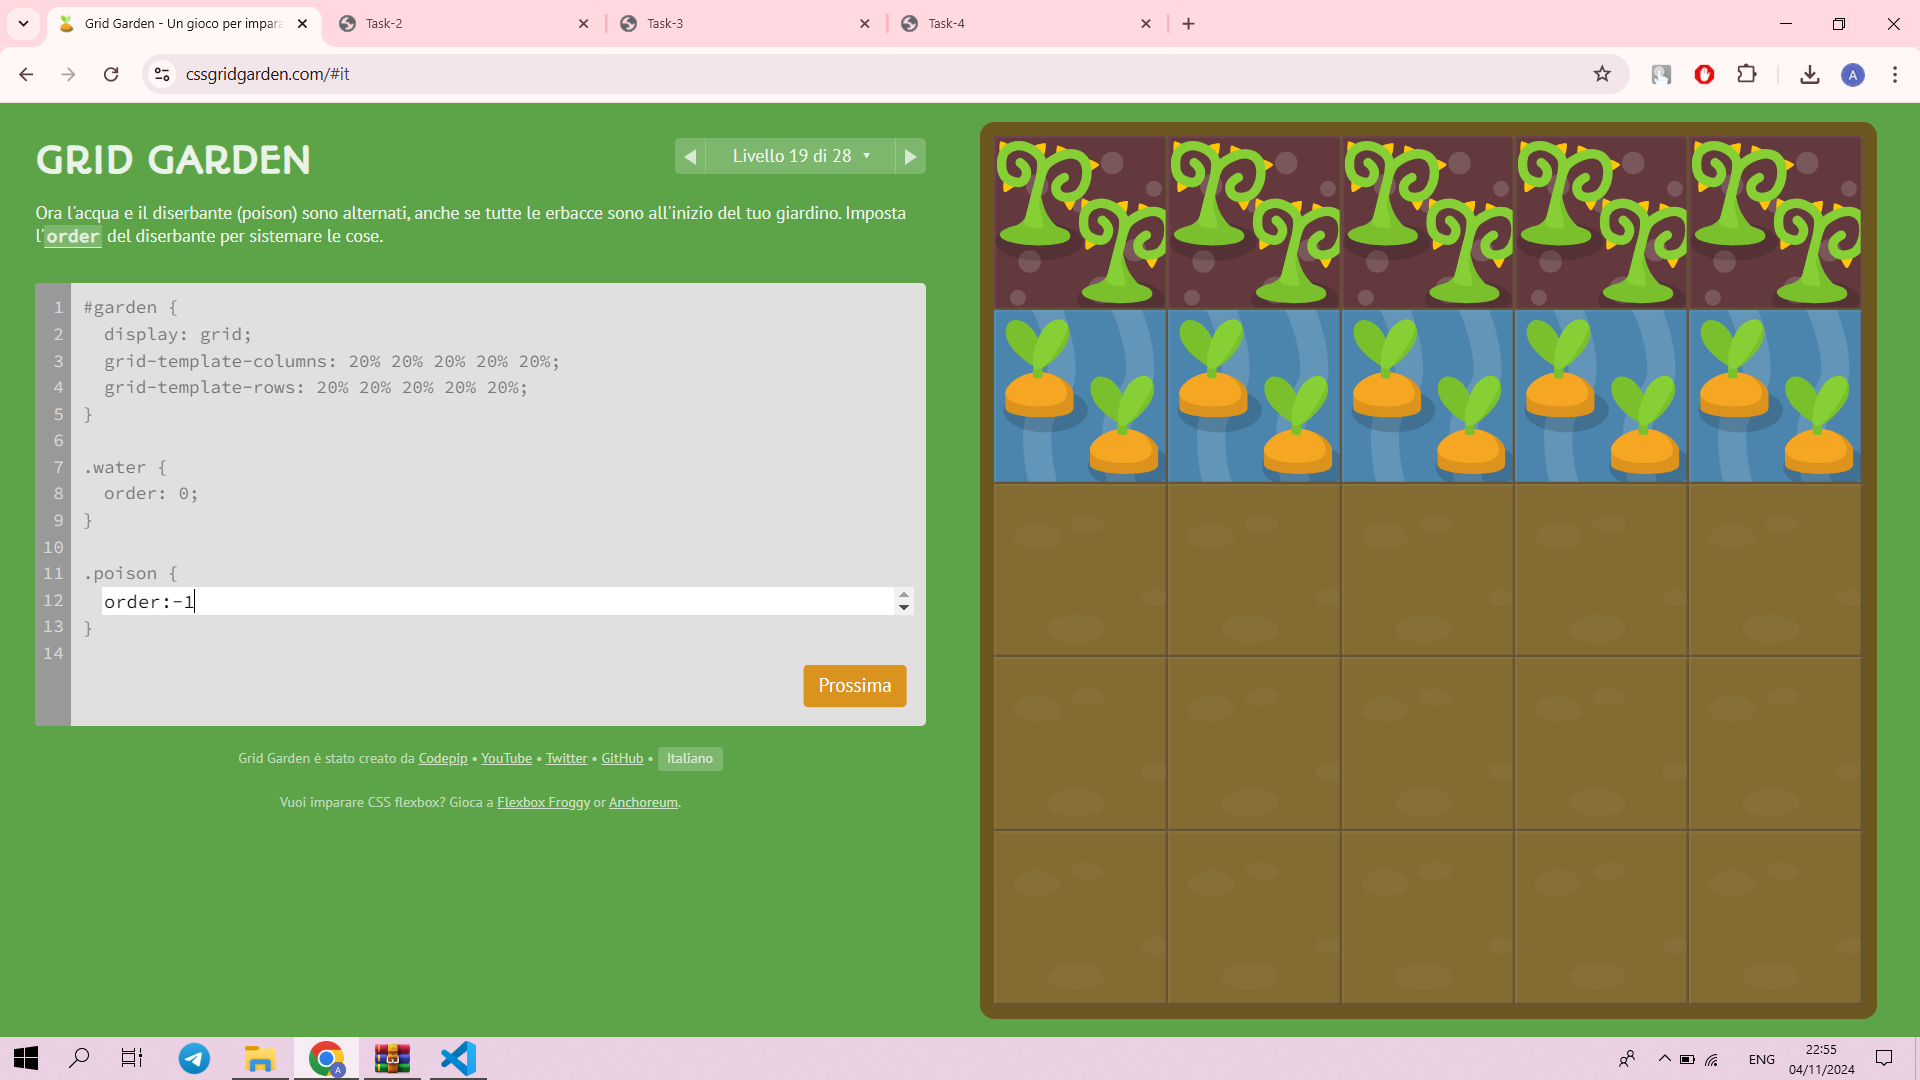 Grid Garden - Un gioco per impara
Task-2
Task-3
Task-4
cssgridgarden.com/#it
A
GRID GARDEN
Livello 19 di 28
Ora l'acqua e il diserbante (poison) sono alternati, anche se tutte le erbacce sono all'inizio del tuo giardino. Imposta
l'order del diserbante per sistemare le cose.
1 #garden {
2 display: grid;
3 grid-template-columns: 20% 20% 20% 20% 20%;
4 grid-template-rows: 20% 20% 20% 20% 20%;
5 }
6
7 .water {
8 order: 0;
9 }
10
11 .poison {
12 order:-1
13 }
14
Prossima
Grid Garden è stato creato da Codepip • YouTube • Twitter • GitHub • Italiano
Vuoi imparare CSS flexbox? Gioca a Flexbox Froggy or Anchoreum.
A
ENG
22:55
04/11/2024